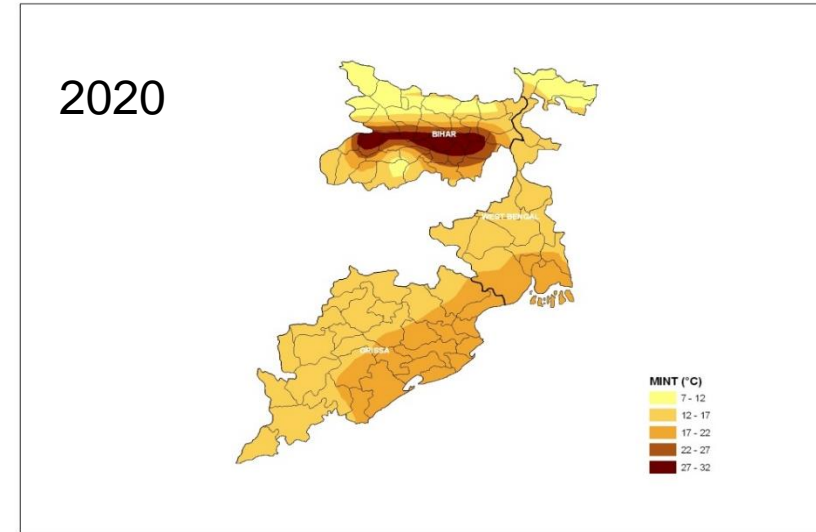 2020
BIHAR
WEST BENGAL
ORISSA
MINT (°C)
7 - 12
12 - 17
17 - 22
22 - 27
27 - 32